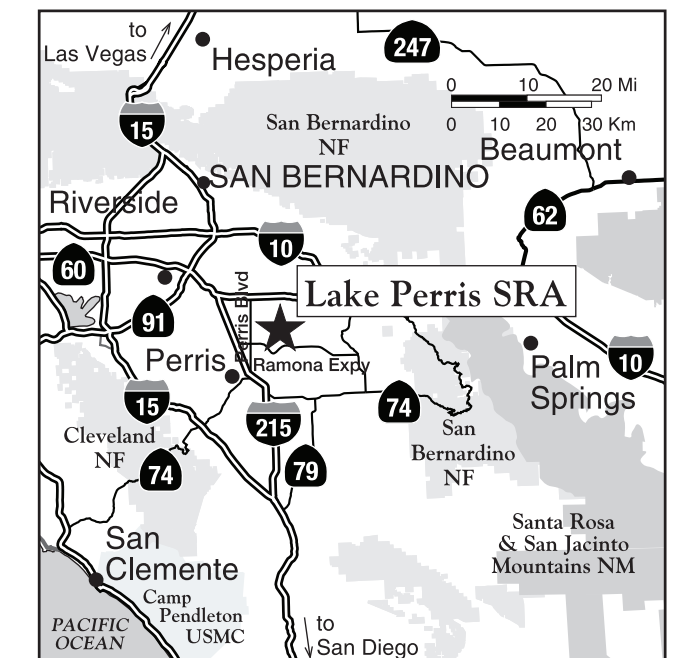 to
Las Vegas
Hesperia
247
0 10 20 Mi
0 10 20 30 Km
15
San Bernardino
NF
Beaumont
SAN BERNARDINO
Riverside
62
10
60
Lake Perris SRA
91
Perris Blvd
Perris
Ramona Expy
Palm
Springs
10
15
215
74
Cleveland
NF
San
Bernardino
NF
74
79
Santa Rosa
& San Jacinto
Mountains NM
San
Clemente
Camp
Pendleton
USMC
PACIFIC
OCEAN
to
San Diego